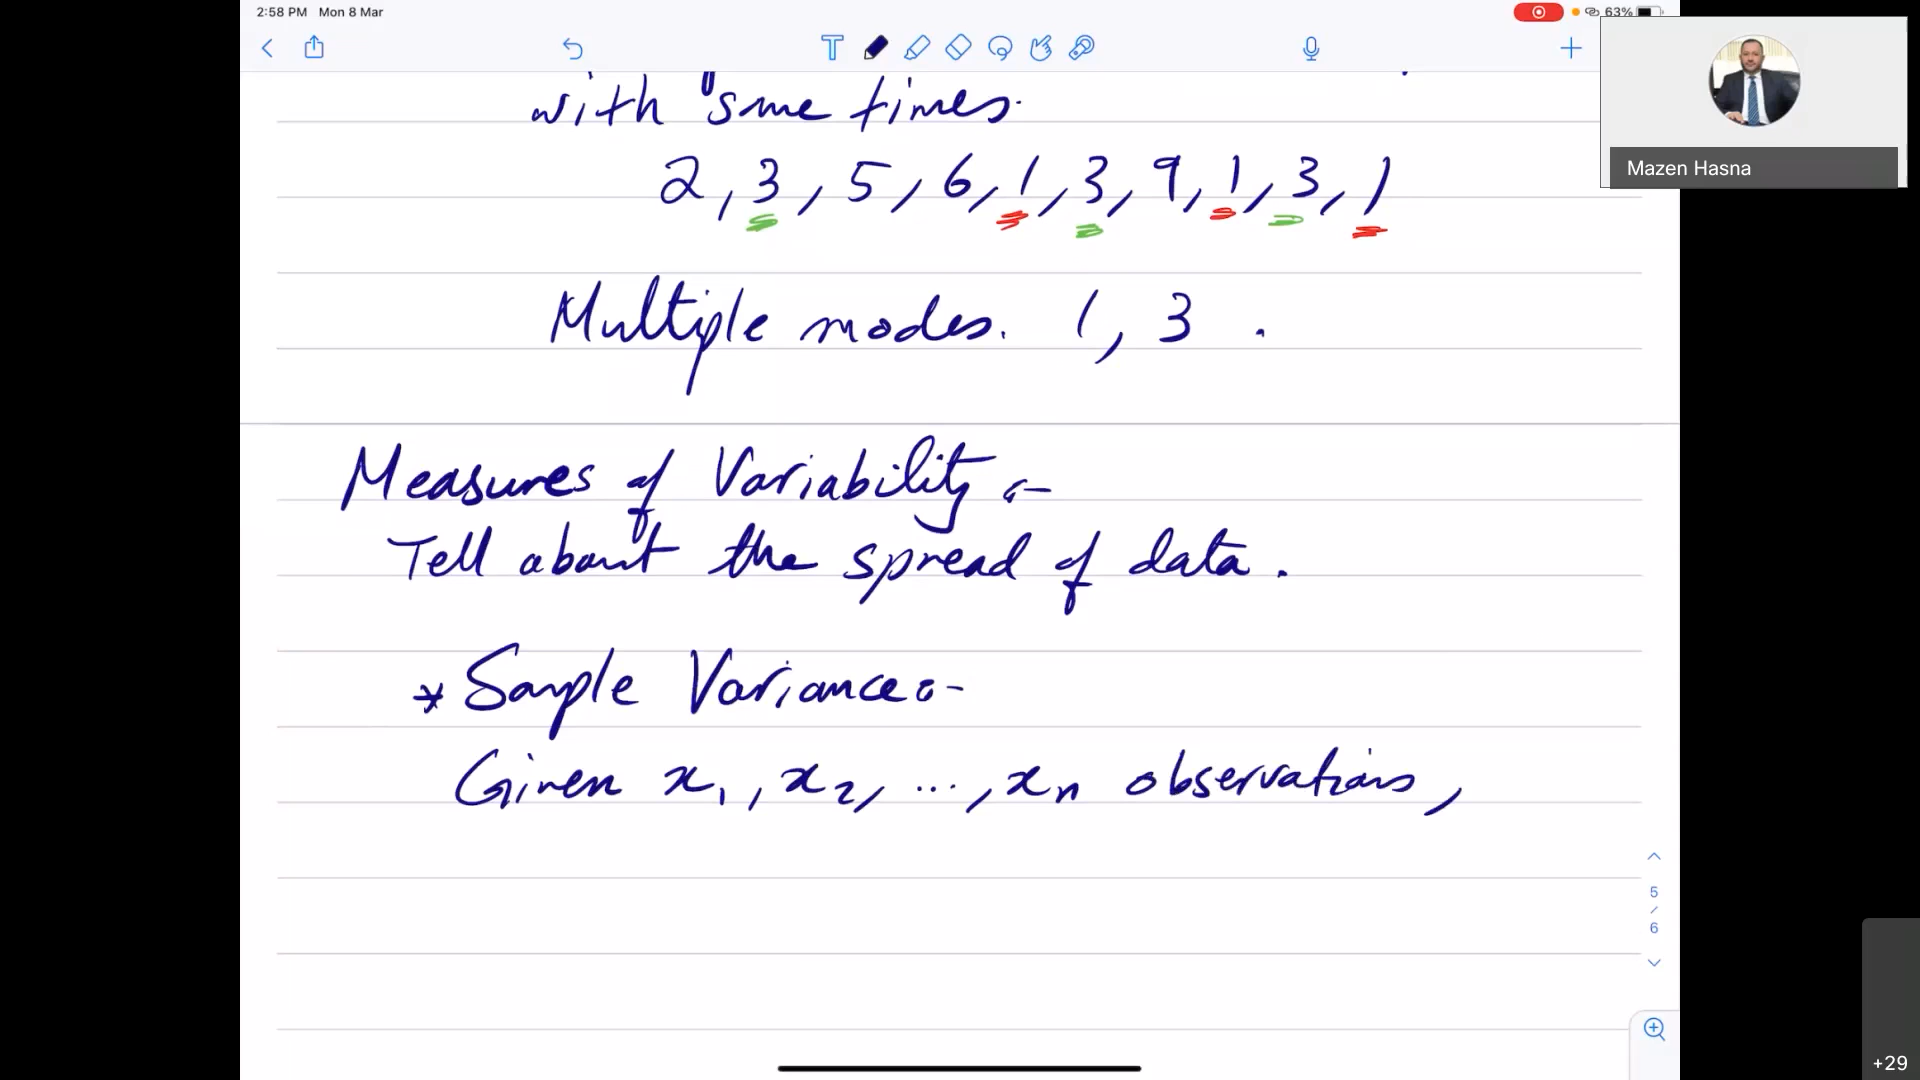 2:58 PM Mon 8 Mar
63%
Mazen Hasna
with some times.
2, 3, 5, 6, 1, 3, 9, 1, 3, 1
Multiple modes. 1, 3.
Measures of Variability :-
Tell about the spread of data.
* Sample Variance :-
Given x₁, x₂, ..., xₙ observations,
5
/
6
+29